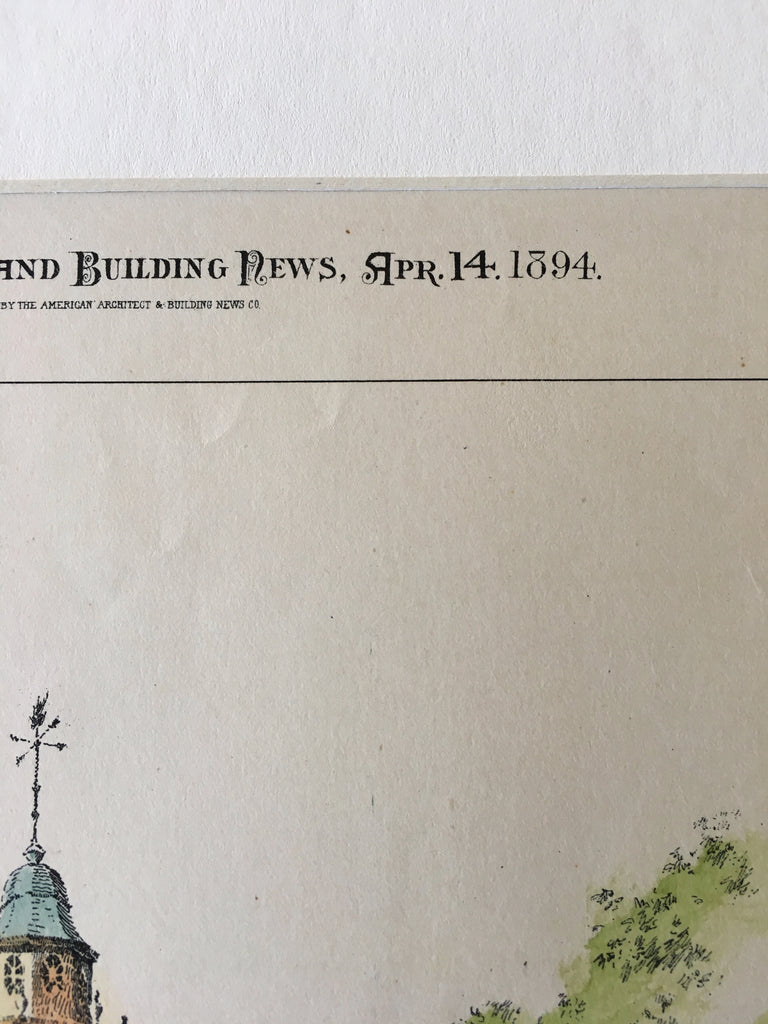 AND BUILDING NEWS, APR. 14. 1894.
BY THE AMERICAN ARCHITECT & BUILDING NEWS CO.